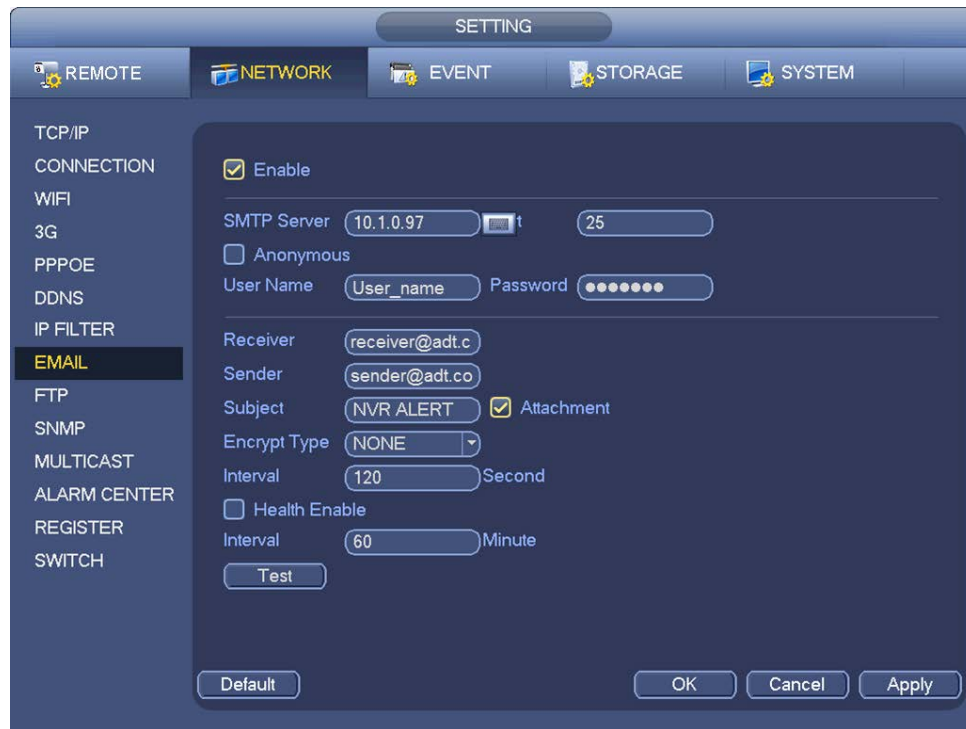 SETTING
REMOTE NETWORK EVENT STORAGE SYSTEM
TCP/IP
CONNECTION
WIFI
3G
PPPOE
DDNS
IP FILTER
EMAIL
FTP
SNMP
MULTICAST
ALARM CENTER
REGISTER
SWITCH
Enable
SMTP Server 10.1.0.97 t 25
Anonymous
User Name User_name Password ●●●●●●●
Receiver receiver@adt.c
Sender sender@adt.co
Subject NVR ALERT Attachment
Encrypt Type NONE
Interval 120 Second
Health Enable
Interval 60 Minute
Test
Default OK Cancel Apply